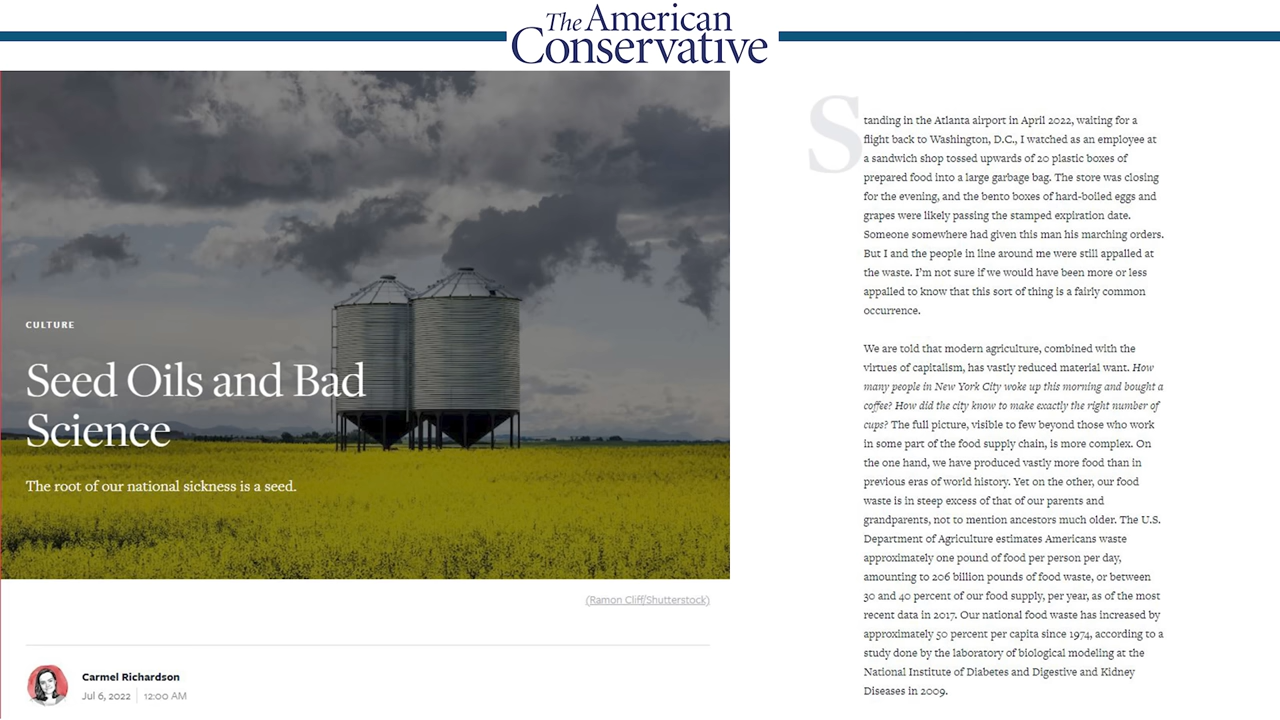 The American
Conservative
CULTURE
Seed Oils and Bad
Science
The root of our national sickness is a seed.
(Ramon Cliff/Shutterstock)
Carmel Richardson
Jul 6, 2022 | 12:00 AM
Standing in the Atlanta airport in April 2022, waiting for a
flight back to Washington, D.C., I watched as an employee at
a sandwich shop tossed upwards of 20 plastic boxes of
prepared food into a large garbage bag. The store was closing
for the evening, and the bento boxes of hard-boiled eggs and
grapes were likely passing the stamped expiration date.
Someone somewhere had given this man his marching orders.
But I and the people in line around me were still appalled at
the waste. I'm not sure if we would have been more or less
appalled to know that this sort of thing is a fairly common
occurrence.
We are told that modern agriculture, combined with the
virtues of capitalism, has vastly reduced material want. How
many people in New York City woke up this morning and bought a
coffee? How did the city know to make exactly the right number of
cups? The full picture, visible to few beyond those who work
in some part of the food supply chain, is more complex. On
the one hand, we have produced vastly more food than in
previous eras of world history. Yet on the other, our food
waste is in steep excess of that of our parents and
grandparents, not to mention ancestors much older. The U.S.
Department of Agriculture estimates Americans waste
approximately one pound of food per person per day,
amounting to 206 billion pounds of food waste, or between
30 and 40 percent of our food supply, per year, as of the most
recent data in 2017. Our national food waste has increased by
approximately 50 percent per capita since 1974, according to a
study done by the laboratory of biological modeling at the
National Institute of Diabetes and Digestive and Kidney
Diseases in 2009.